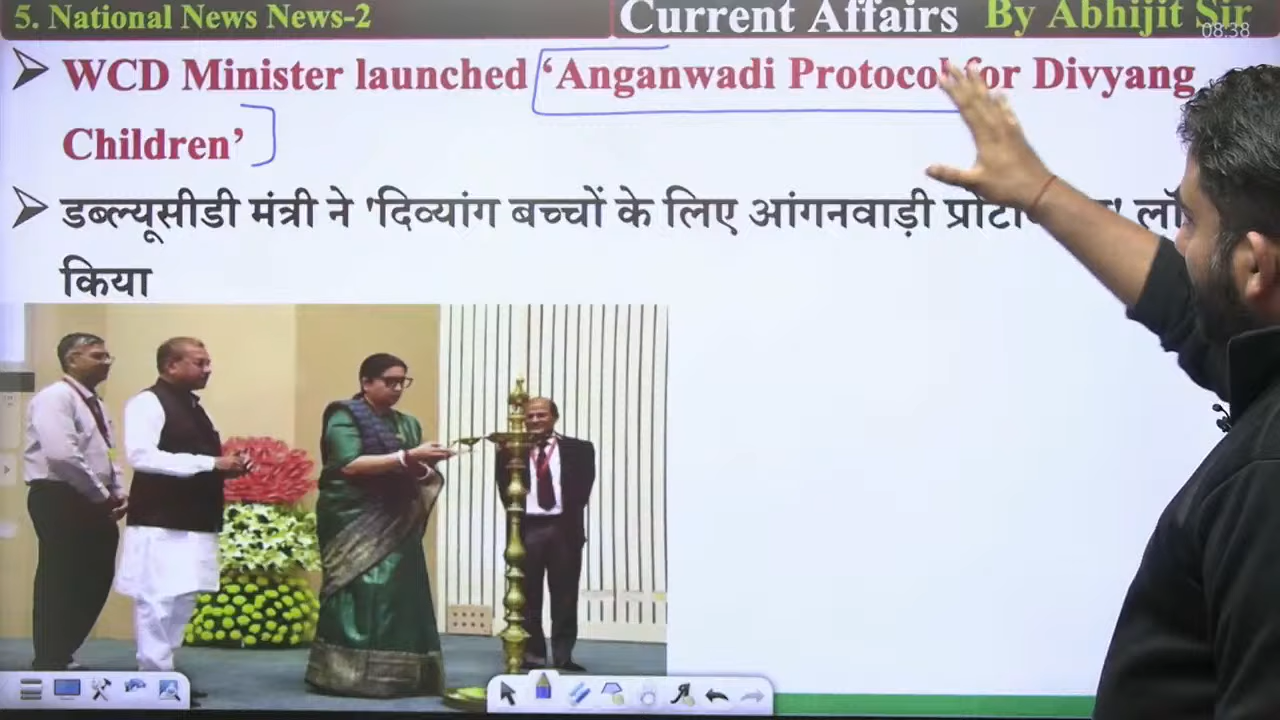 5. National News News-2
Current Affairs By Abhijit Sir
08:38
➢ WCD Minister launched ‘Anganwadi Protocol for Divyang
Children’
➢ डब्ल्यूसीडी मंत्री ने 'दिव्यांग बच्चों के लिए आंगनवाड़ी
किया